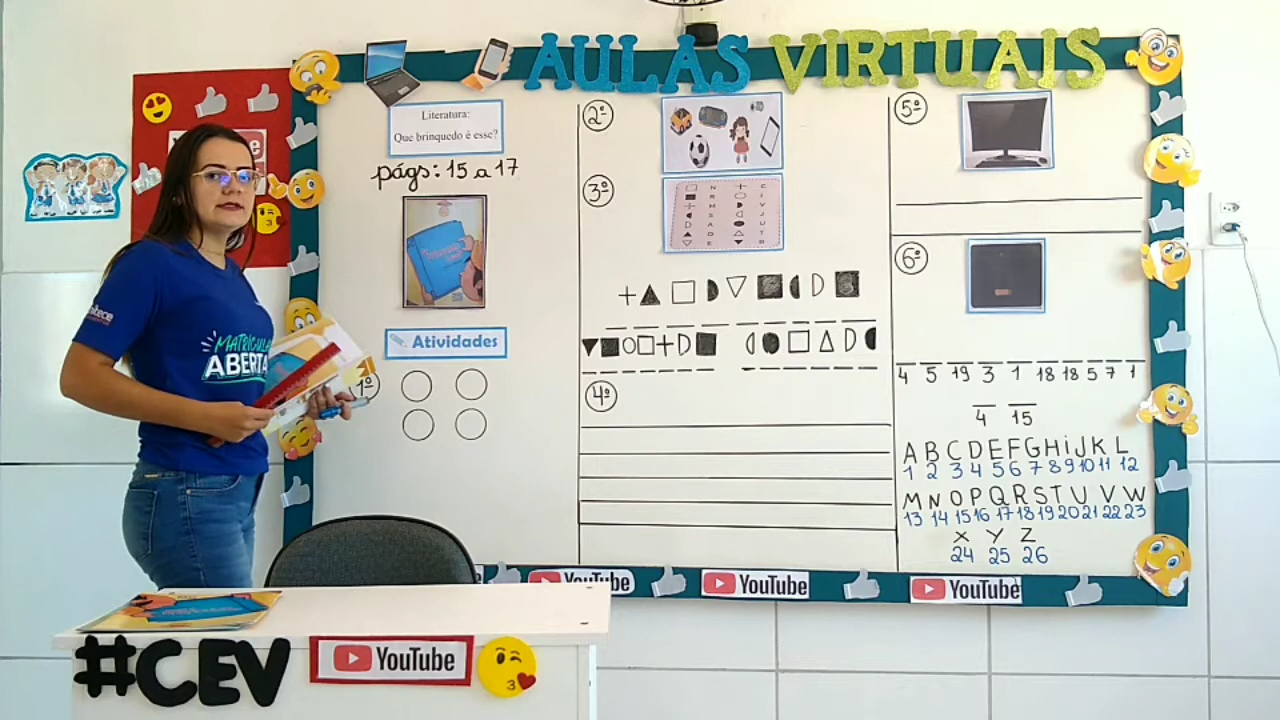 AULAS VIRTUAIS
Literatura:
Que brinquedo é esse?
págs: 15 a 17
Atividades
1º
2º
3º
4º
5º
6º
4 5 19 3 1 18 18 5 7 1
4 15
A B C D E F G H i J K L
1 2 3 4 5 6 7 8 9 10 11 12
M N O P Q R S T U V W
13 14 15 16 17 18 19 20 21 22 23
X Y Z
24 25 26
MATRÍCULA
ABERTA
YouTube
YouTube
YouTube
#CEV
YouTube